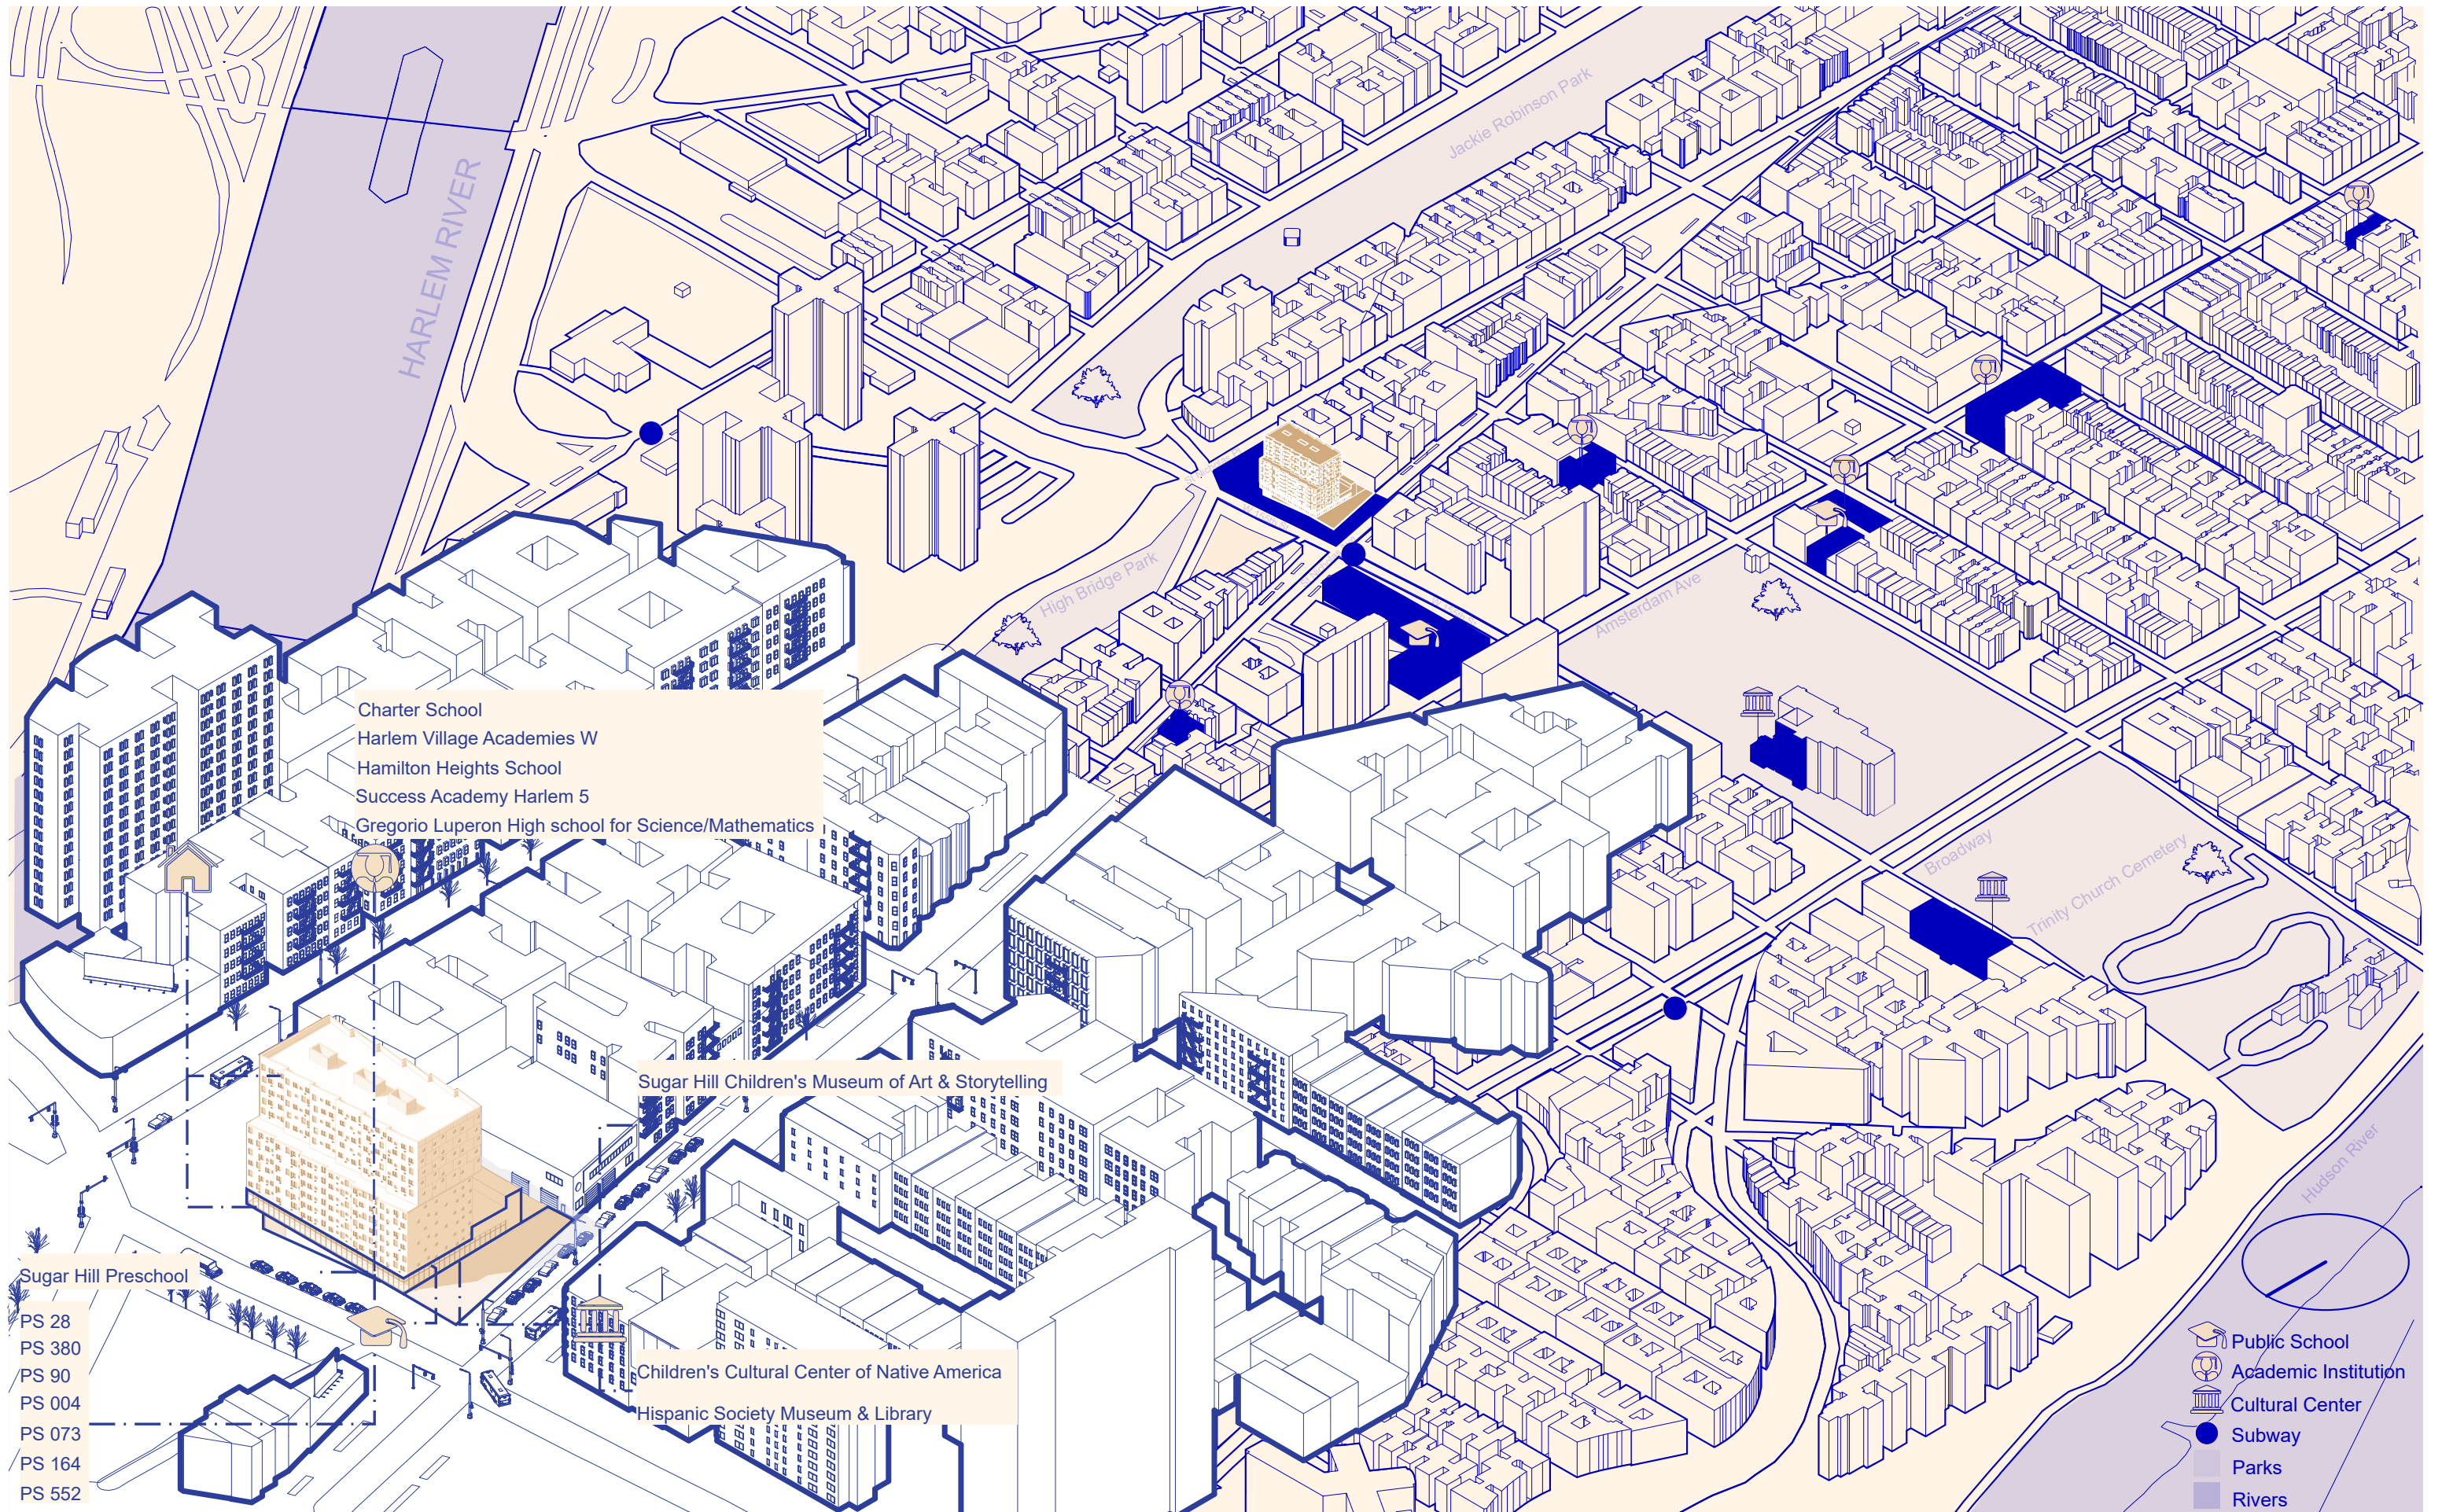 Jackie Robinson Park
HARLEM RIVER
High Bridge Park
Amsterdam Ave
Charter School
Harlem Village Academies W
Hamilton Heights School
Success Academy Harlem 5
Gregorio Luperon High school for Science/Mathematics
Broadway
Trinity Church Cemetery
Sugar Hill Children's Museum of Art & Storytelling
Hudson River
Sugar Hill Preschool
PS 28
PS 380
PS 90
PS 004
PS 073
PS 164
PS 552
Children's Cultural Center of Native America
Hispanic Society Museum & Library
Public School
Academic Institution
Cultural Center
Subway
Parks
Rivers